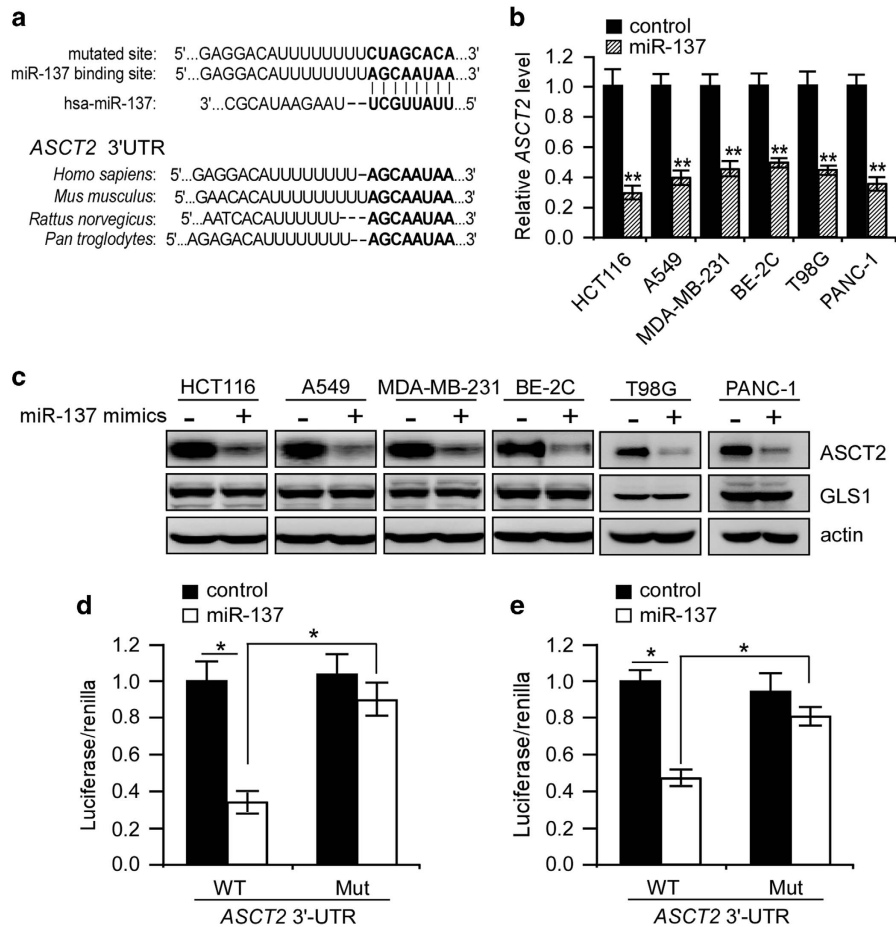 a
mutated site: 5'...GAGGACAUUUUUUUUCUAGCACA...3'
miR-137 binding site: 5'...GAGGACAUUUUUUUUAGCAAUAA...3'
hsa-miR-137: 3'...CGCAUAAGAAU--UCGUUAUU...5'
ASCT2 3'UTR
Homo sapiens: 5'...GAGGACAUUUUUUUU-AGCAAUAA...3'
Mus musculus: 5'...GAACACAUUUUUUUUUAGCAAUAA...3'
Rattus norvegicus: 5'...AATCACAUUUUUU---AGCAAUAA...3'
Pan troglodytes: 5'...AGAGACAUUUUUUUU--AGCAAUAA...3'
b
control
miR-137
Relative ASCT2 level
1.2
1.0
0.8
0.6
0.4
0.2
0.0
** ** ** ** ** **
HCT116 A549 MDA-MB-231 BE-2C T98G PANC-1
c
HCT116 A549 MDA-MB-231 BE-2C T98G PANC-1
miR-137 mimics - + - + - + - + - + - +
ASCT2
GLS1
actin
d
control
miR-137
Luciferase/renilla
1.2
1.0
0.8
0.6
0.4
0.2
0.0
* *
WT Mut
ASCT2 3'-UTR
e
control
miR-137
Luciferase/renilla
1.2
1.0
0.8
0.6
0.4
0.2
0.0
* *
WT Mut
ASCT2 3'-UTR